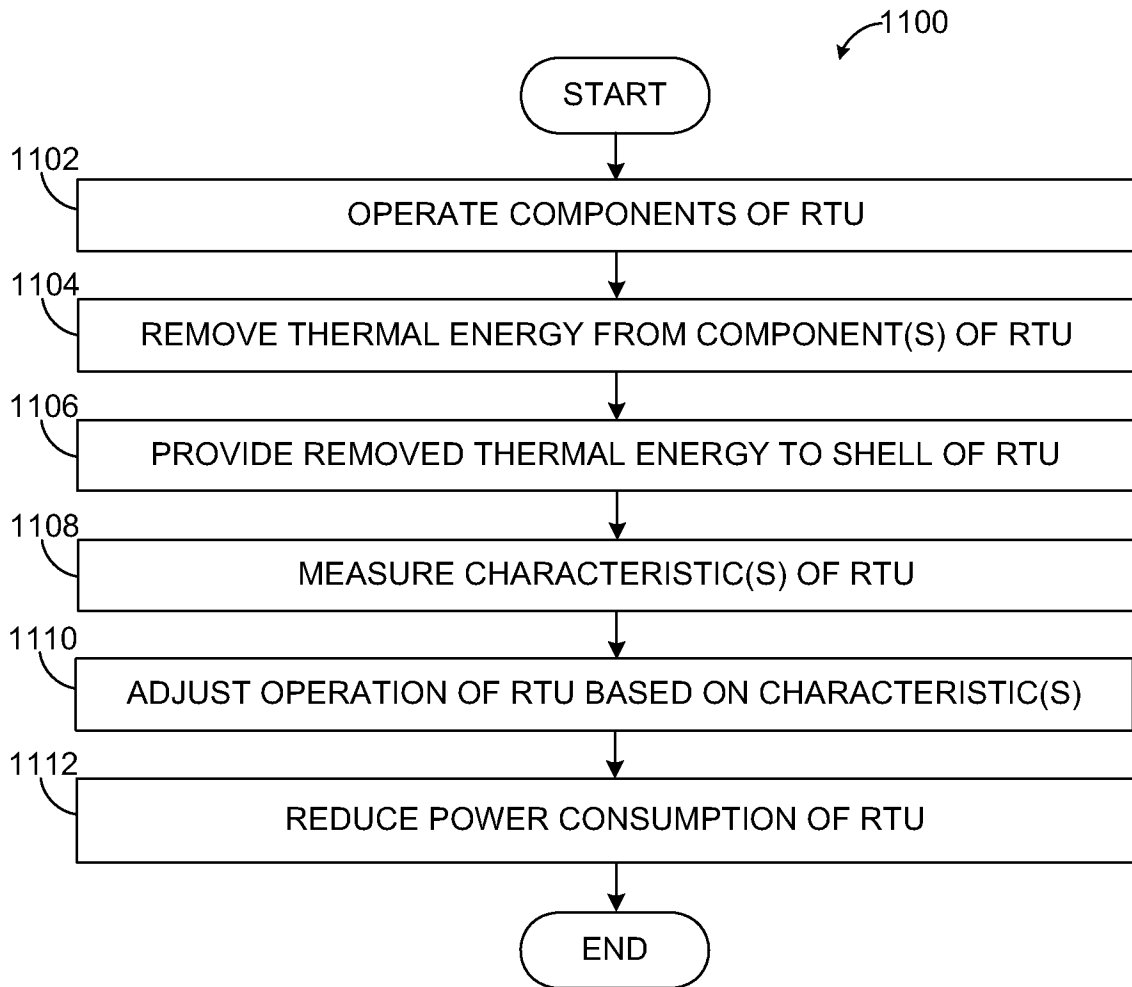 1100
START
1102
OPERATE COMPONENTS OF RTU
1104
REMOVE THERMAL ENERGY FROM COMPONENT(S) OF RTU
1106
PROVIDE REMOVED THERMAL ENERGY TO SHELL OF RTU
1108
MEASURE CHARACTERISTIC(S) OF RTU
1110
ADJUST OPERATION OF RTU BASED ON CHARACTERISTIC(S)
1112
REDUCE POWER CONSUMPTION OF RTU
END